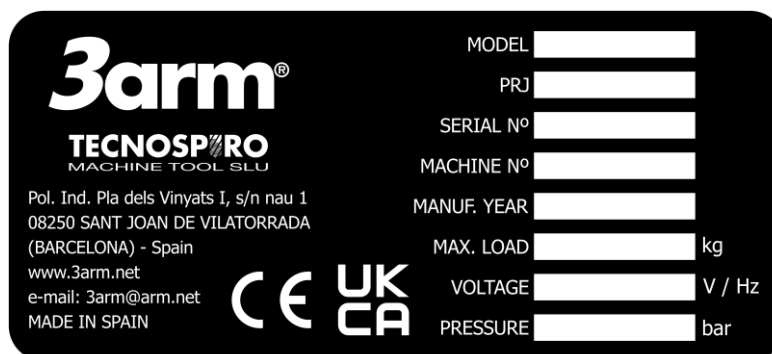 3arm®
TECNOSPIRO
MACHINE TOOL SLU
Pol. Ind. Pla dels Vinyats I, s/n nau 1
08250 SANT JOAN DE VILATORRADA
(BARCELONA) - Spain
www.3arm.net
e-mail: 3arm@arm.net
MADE IN SPAIN
CE
UK
CA
MODEL
PRJ
SERIAL Nº
MACHINE Nº
MANUF. YEAR
MAX. LOAD kg
VOLTAGE V / Hz
PRESSURE bar